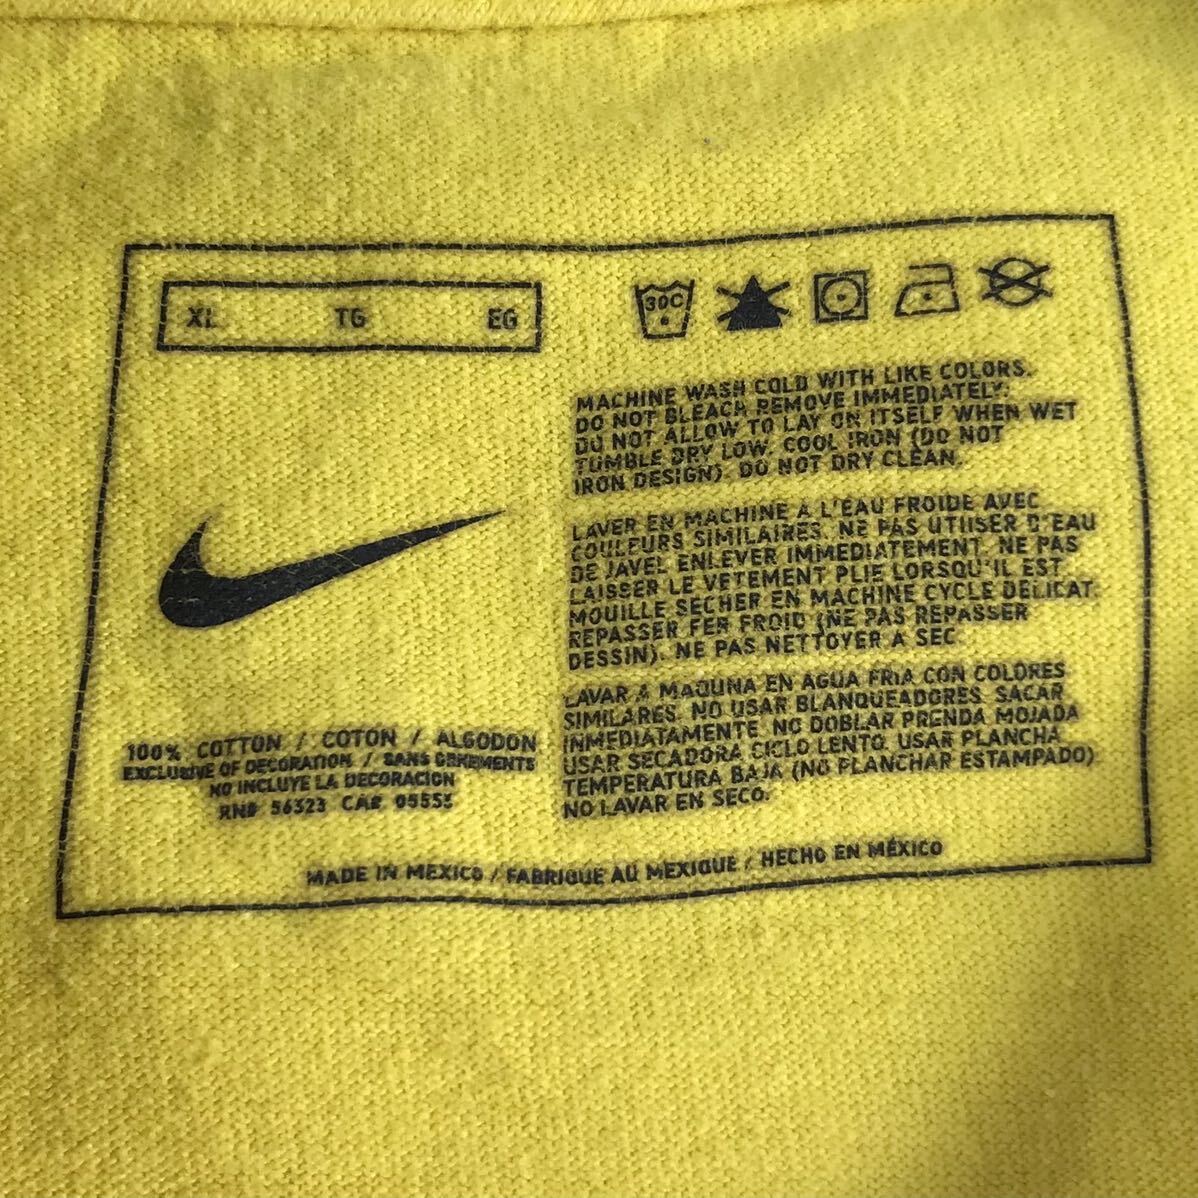 XL TG EG
30C
MACHINE WASH COLD WITH LIKE COLORS.
DO NOT BLEACH REMOVE IMMEDIATELY.
DO NOT ALLOW TO LAY ON ITSELF WHEN WET
TUMBLE DRY LOW. COOL IRON (DO NOT
IRON DESIGN). DO NOT DRY CLEAN.
LAVER EN MACHINE A L'EAU FROIDE AVEC
COULEURS SIMILAIRES. NE PAS UTIISER D'EAU
DE JAVEL ENLEVER IMMEDIATEMENT. NE PAS
LAISSER LE VETEMENT PLIE LORSQU'IL EST
MOUILLE SECHER EN MACHINE CYCLE DELICAT.
REPASSER FER FROID (NE PAS REPASSER
DESSIN). NE PAS NETTOYER A SEC
LAVAR A MAQUINA EN AGUA FRIA CON COLORES
SIMILARES. NO USAR BLANQUEADORES. SACAR
INMEDIATAMENTE. NO DOBLAR PRENDA MOJADA
USAR SECADORA CICLO LENTO. USAR PLANCHA
TEMPERATURA BAJA (NO PLANCHAR ESTAMPADO)
NO LAVAR EN SECO.
100% COTTON / COTON / ALGODON
EXCLUSIVE OF DECORATION / SANS ORNEMENTS
NO INCLUYE LA DECORACION
RN# 56323 CA# 05553
MADE IN MEXICO / FABRIQUE AU MEXIQUE / HECHO EN MÉXICO